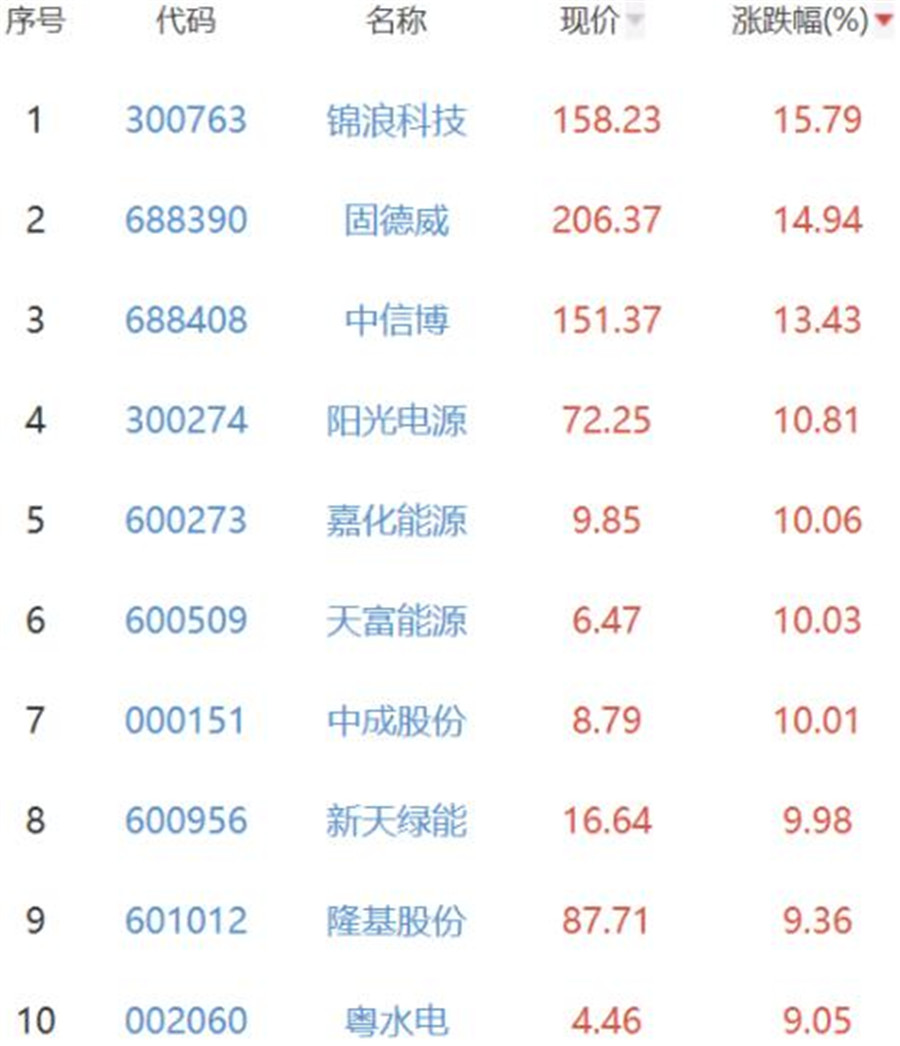 序号 代码 名称 现价 涨跌幅(%)
1 300763 锦浪科技 158.23 15.79
2 688390 固德威 206.37 14.94
3 688408 中信博 151.37 13.43
4 300274 阳光电源 72.25 10.81
5 600273 嘉化能源 9.85 10.06
6 600509 天富能源 6.47 10.03
7 000151 中成股份 8.79 10.01
8 600956 新天绿能 16.64 9.98
9 601012 隆基股份 87.71 9.36
10 002060 粤水电 4.46 9.05